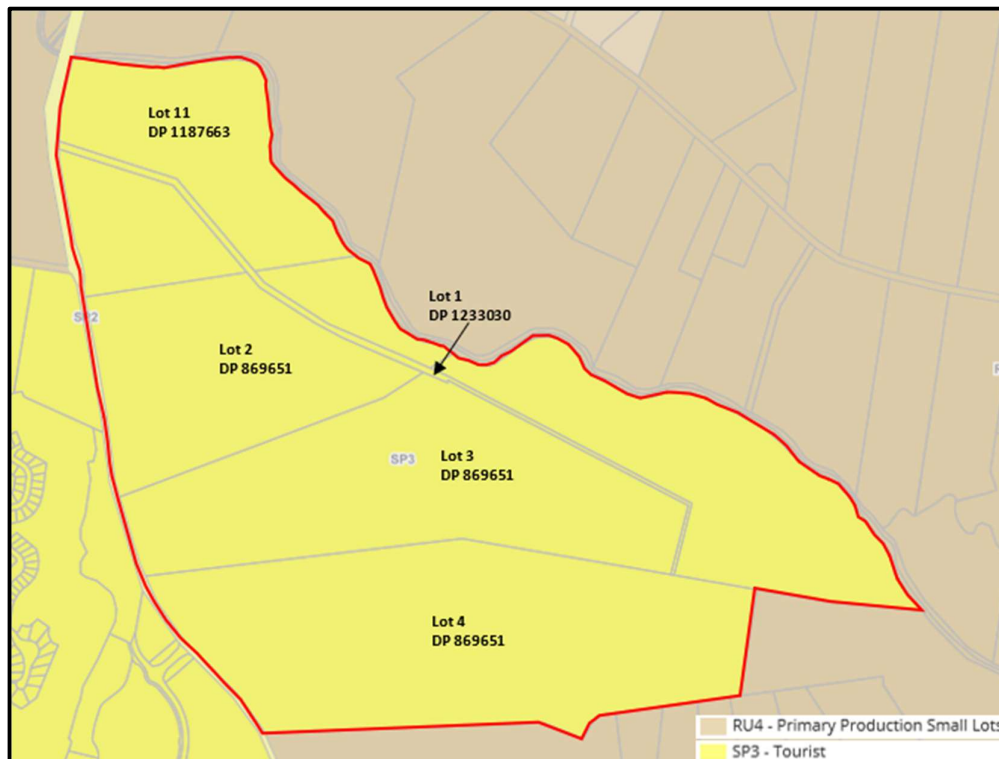 Lot 11
DP 1187663
Lot 1
DP 1233030
SP2
Lot 2
DP 869651
SP3
Lot 3
DP 869651
Lot 4
DP 869651
RU4 - Primary Production Small Lots
SP3 - Tourist